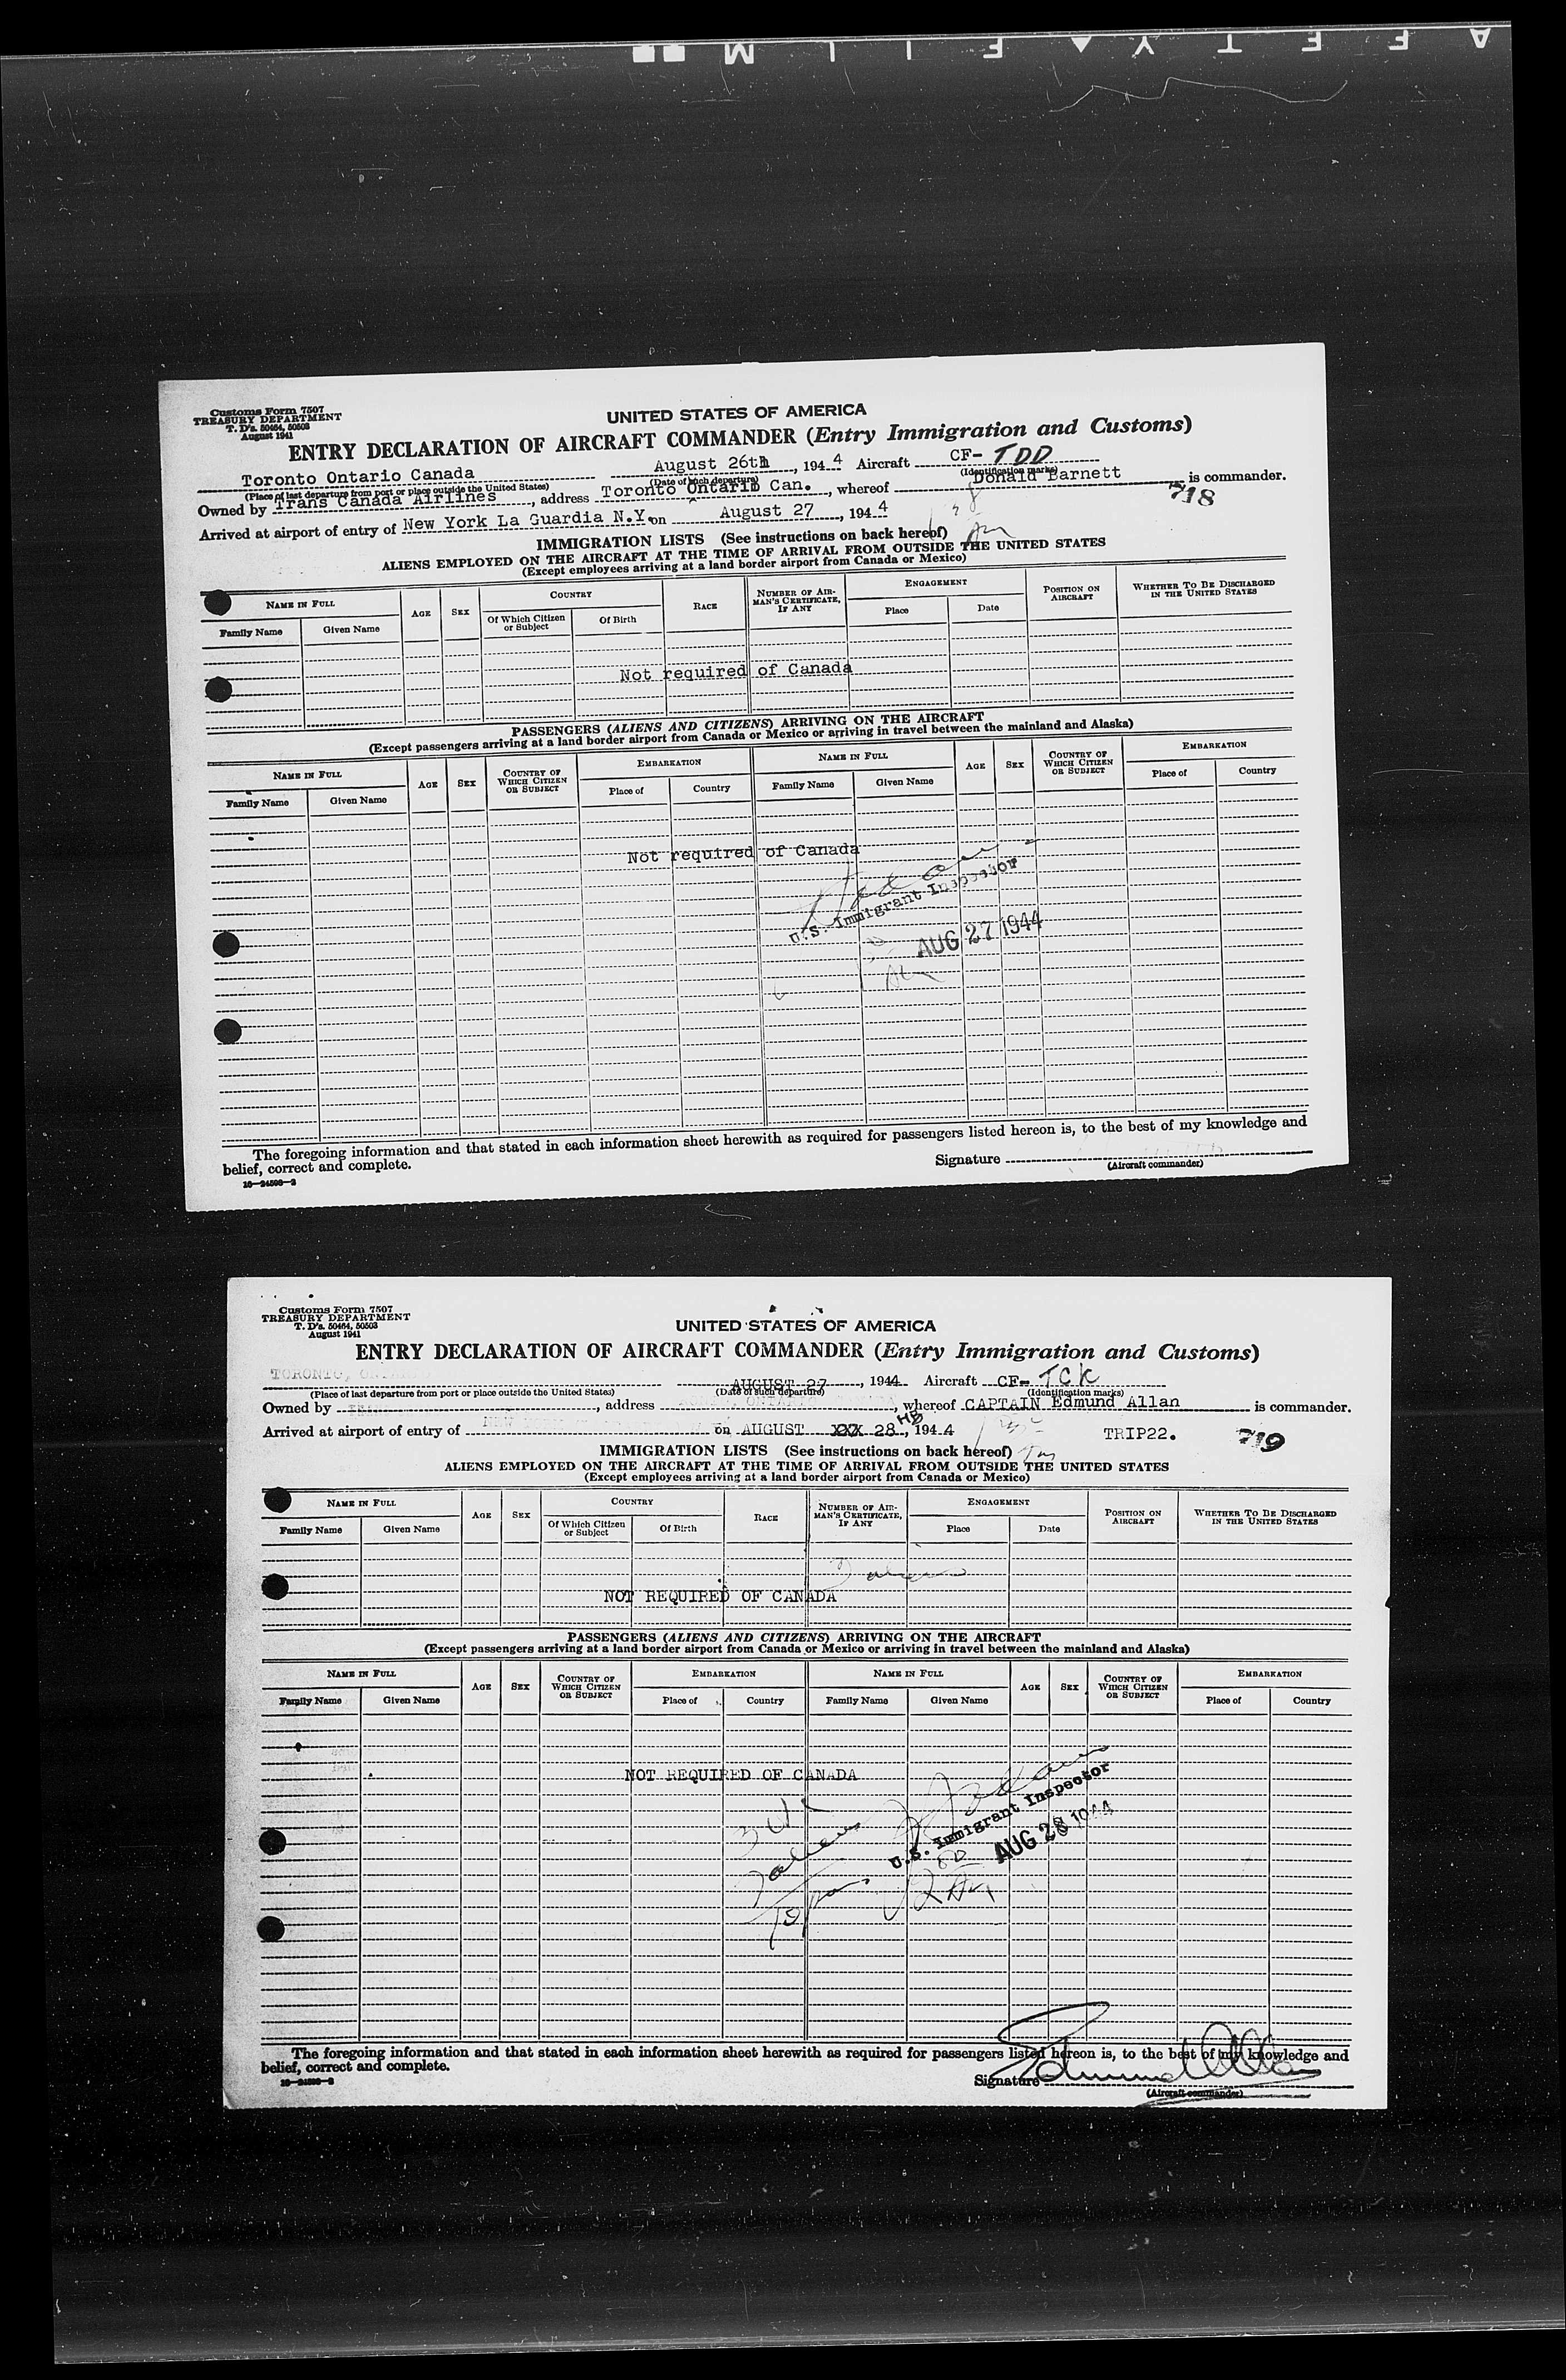 SAFETY FILM
Customs Form 7507
TREASURY DEPARTMENT
T. D's. 50464, 50503
August 1941
UNITED STATES OF AMERICA
ENTRY DECLARATION OF AIRCRAFT COMMANDER (Entry Immigration and Customs)
Toronto Ontario Canada August 26th, 1944 Aircraft CF- TDD
(Place of last departure from port or place outside the United States) (Date of such departure) (Identification marks)
Owned by Trans Canada Airlines, address Toronto Ontario Can., whereof Donald Barnett is commander.
718
Arrived at airport of entry of New York La Guardia N.Y. on August 27, 1944
IMMIGRATION LISTS (See instructions on back hereof)
ALIENS EMPLOYED ON THE AIRCRAFT AT THE TIME OF ARRIVAL FROM OUTSIDE THE UNITED STATES
(Except employees arriving at a land border airport from Canada or Mexico)
NAME IN FULL AGE SEX COUNTRY RACE NUMBER OF AIRMAN'S CERTIFICATE, IF ANY ENGAGEMENT POSITION ON AIRCRAFT WHETHER TO BE DISCHARGED IN THE UNITED STATES
Family Name Given Name Of Which Citizen or Subject Of Birth Place Date
Not required of Canada
PASSENGERS (ALIENS AND CITIZENS) ARRIVING ON THE AIRCRAFT
(Except passengers arriving at a land border airport from Canada or Mexico or arriving in travel between the mainland and Alaska)
NAME IN FULL AGE SEX COUNTRY OF WHICH CITIZEN OR SUBJECT EMBARKATION NAME IN FULL AGE SEX COUNTRY OF WHICH CITIZEN OR SUBJECT EMBARKATION
Family Name Given Name Place of Country Family Name Given Name Place of Country
Not required of Canada
U.S. Immigrant Inspector
AUG 27 1944
The foregoing information and that stated in each information sheet herewith as required for passengers listed hereon is, to the best of my knowledge and
belief, correct and complete.
Signature
(Aircraft commander)
16—24598-2
Customs Form 7507
TREASURY DEPARTMENT
T. D's. 50464, 50503
August 1941
UNITED STATES OF AMERICA
ENTRY DECLARATION OF AIRCRAFT COMMANDER (Entry Immigration and Customs)
TORONTO, AUGUST 27, 1944 Aircraft CF- TCK
(Place of last departure from port or place outside the United States) (Date of such departure) (Identification marks)
Owned by , address , whereof CAPTAIN Edmund Allan is commander.
Arrived at airport of entry of NEW on AUGUST 28, 1944 HB TRIP22. 719
IMMIGRATION LISTS (See instructions on back hereof)
ALIENS EMPLOYED ON THE AIRCRAFT AT THE TIME OF ARRIVAL FROM OUTSIDE THE UNITED STATES
(Except employees arriving at a land border airport from Canada or Mexico)
NAME IN FULL AGE SEX COUNTRY RACE NUMBER OF AIRMAN'S CERTIFICATE, IF ANY ENGAGEMENT POSITION ON AIRCRAFT WHETHER TO BE DISCHARGED IN THE UNITED STATES
Family Name Given Name Of Which Citizen or Subject Of Birth Place Date
NOT REQUIRED OF CANADA
PASSENGERS (ALIENS AND CITIZENS) ARRIVING ON THE AIRCRAFT
(Except passengers arriving at a land border airport from Canada or Mexico or arriving in travel between the mainland and Alaska)
NAME IN FULL AGE SEX COUNTRY OF WHICH CITIZEN OR SUBJECT EMBARKATION NAME IN FULL AGE SEX COUNTRY OF WHICH CITIZEN OR SUBJECT EMBARKATION
Family Name Given Name Place of Country Family Name Given Name Place of Country
NOT REQUIRED OF CANADA
U.S. Immigrant Inspector
AUG 28 1944
The foregoing information and that stated in each information sheet herewith as required for passengers listed hereon is, to the best of my knowledge and
belief, correct and complete.
Signature Edmund Allan
(Aircraft commander)
16—24598-2